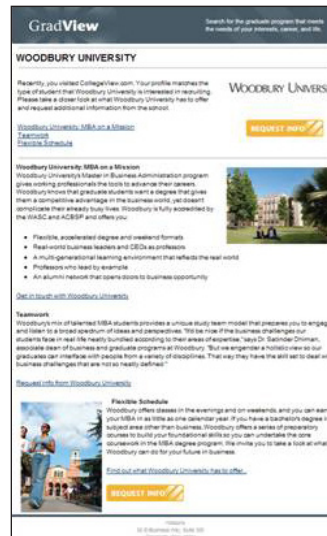 GradView
Search for the graduate program that meets
the needs of your interests, career, and life.
WOODBURY UNIVERSITY
Recently, you visited CollegeView.com. Your profile matches the
type of student that Woodbury University is interested in recruiting.
Please take a closer look at what Woodbury University has to offer
and request additional information from the school.
WOODBURY UNIVERS
Woodbury University: MBA on a Mission
Teamwork
Flexible Schedule
REQUEST INFO
Woodbury University: MBA on a Mission
Woodbury University's Master in Business Administration program
gives working professionals the tools to advance their careers.
Woodbury knows that graduate students want a degree that gives
them a competitive advantage in the business world, yet doesn't
complicate their already busy lives. Woodbury is fully accredited by
the WASC and ACBSP and offers you:
• Flexible, accelerated degree and weekend formats
• Real-world business leaders and CEOs as professors
• A multi-generational learning environment that reflects the real world
• Professors who lead by example
• An alumni network that opens doors to business opportunity
Get in touch with Woodbury University
Teamwork
Woodbury's mix of talented MBA students provides a unique study team model that prepares you to engag
and listen to a broad spectrum of ideas and perspectives. "It'd be nice if the business challenges our
students face in real life neatly bundled according to their areas of expertise," says Dr. Satinder Dhiman,
associate dean of business and graduate programs at Woodbury. "But we engender a holistic view so our
graduates can interface with people from a variety of disciplines. That way they have the skill set to deal wi
business challenges that are not so neatly defined."
Request info from Woodbury University
Flexible Schedule
Woodbury offers classes in the evenings and on weekends, and you can earn
your MBA in as little as one calendar year. If you have a bachelor's degree in
subject area other than business, Woodbury offers a series of preparatory
courses to build your foundational skills so you can undertake the core
coursework in the MBA degree program. We invite you to take a look at what
Woodbury can do for your future in business.
Find out what Woodbury University has to offer...
REQUEST INFO